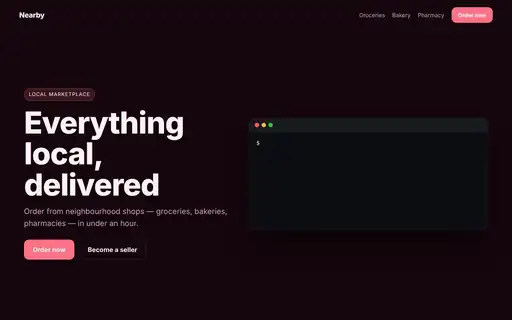 Nearby
Groceries Bakery Pharmacy Order now
LOCAL MARKETPLACE
Everything
local,
delivered
Order from neighbourhood shops — groceries, bakeries,
pharmacies — in under an hour.
Order now Become a seller
$